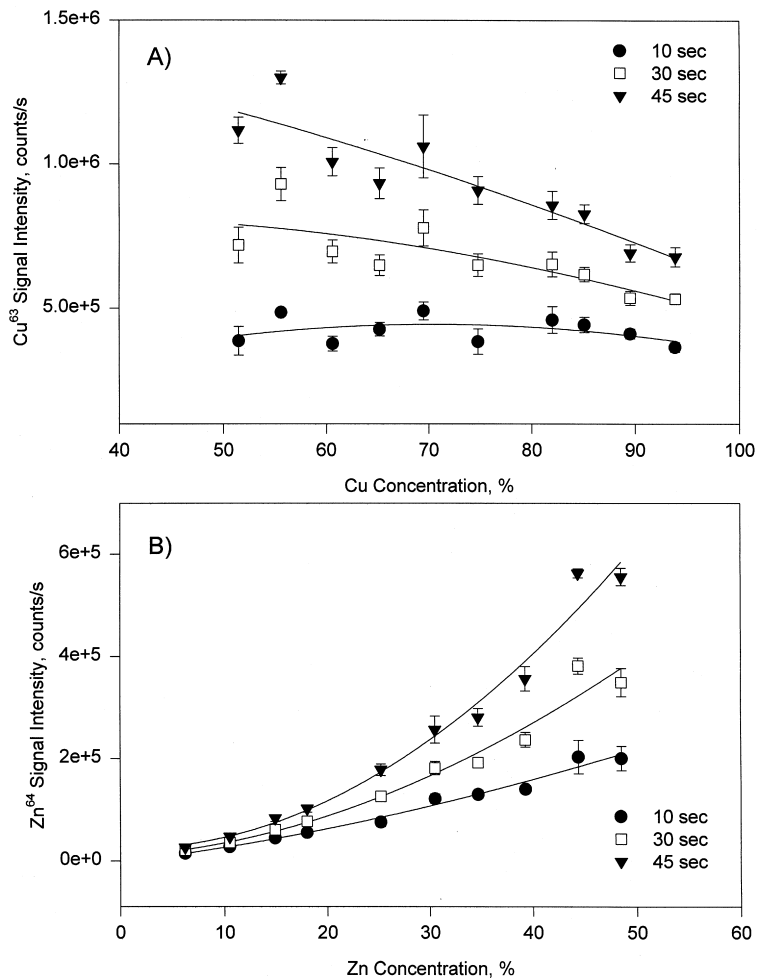 1.5e+6
A)
10 sec
30 sec
45 sec
1.0e+6
5.0e+5
Cu63 Signal Intensity, counts/s
40 50 60 70 80 90 100
Cu Concentration, %
B)
6e+5
4e+5
2e+5
0e+0
Zn64 Signal Intensity, counts/s
10 sec
30 sec
45 sec
0 10 20 30 40 50 60
Zn Concentration, %